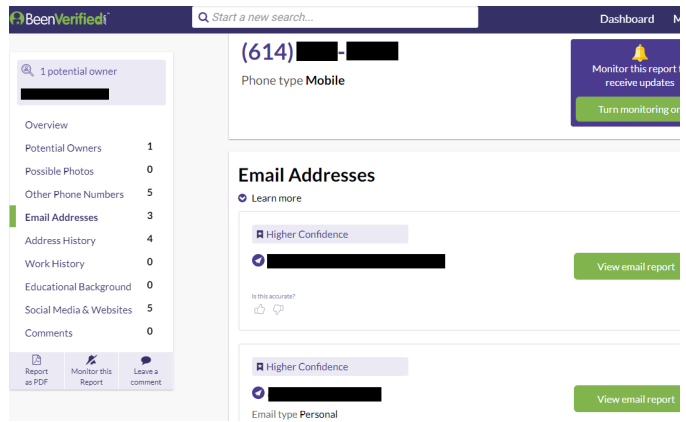 BeenVerified
Start a new search...
Dashboard
1 potential owner
Overview
Potential Owners 1
Possible Photos 0
Other Phone Numbers 5
Email Addresses 3
Address History 4
Work History 0
Educational Background 0
Social Media & Websites 5
Comments 0
Report as PDF
Monitor this Report
Leave a comment
(614) -
Phone type Mobile
Monitor this report
receive updates
Turn monitoring on
Email Addresses
Learn more
Higher Confidence
View email report
Is this accurate?
Higher Confidence
View email report
Email type Personal